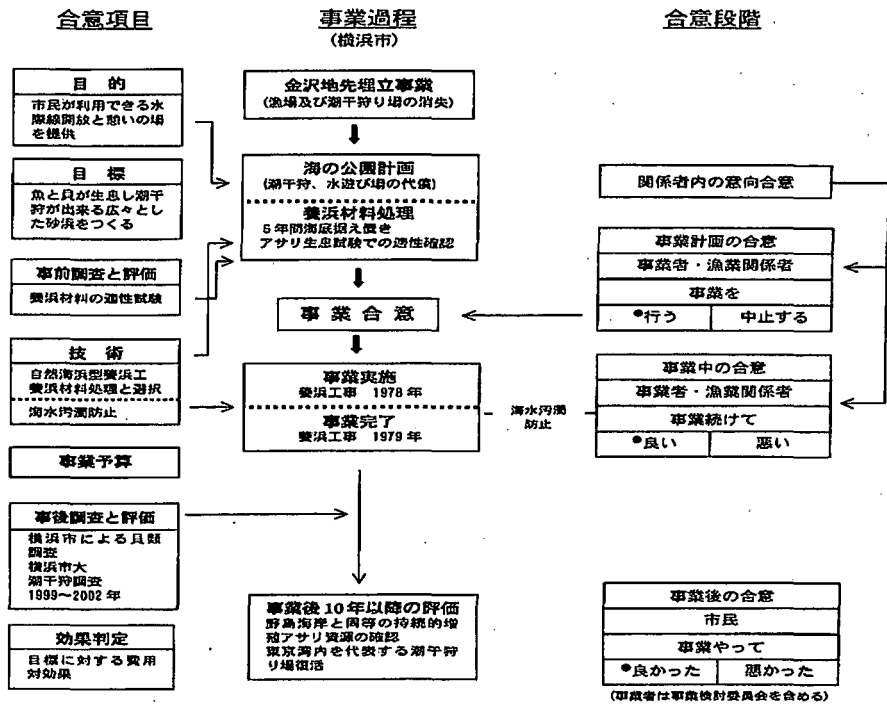 合意項目
事業過程
(横浜市)
合意段階
目的
市民が利用できる水
際線開放と憩いの場
を提供
目標
魚と貝が生息し潮干
狩が出来る広々とし
た砂浜をつくる
事前調査と評価
養浜材料の適性試験
技術
自然海浜型養浜工
養浜材料処理と選択
海水汚濁防止
事業予算
事後調査と評価
横浜市による貝類
調査
横浜市大
潮干狩調査
1999～2002年
効果判定
目標に対する費用
対効果
金沢地先埋立事業
(漁場及び潮干狩り場の消失)
海の公園計画
(潮干狩、水遊び場の代償)
養浜材料処理
5年間海底据え置き
アサリ生息試験での適性確認
事業合意
事業実施
養浜工事 1978年
事業完了
養浜工事 1979年
海水汚濁
防止
事業後10年以降の評価
野島海岸と同等の持続的増
殖アサリ資源の確認
東京湾内を代表する潮干狩
り場復活
関係者内の意向合意
事業計画の合意
事業者・漁業関係者
事業を
●行う 中止する
事業中の合意
事業者・漁業関係者
事業続けて
●良い 悪い
事業後の合意
市民
事業やって
●良かった 悪かった
(事業者は事業検討委員会を含める)